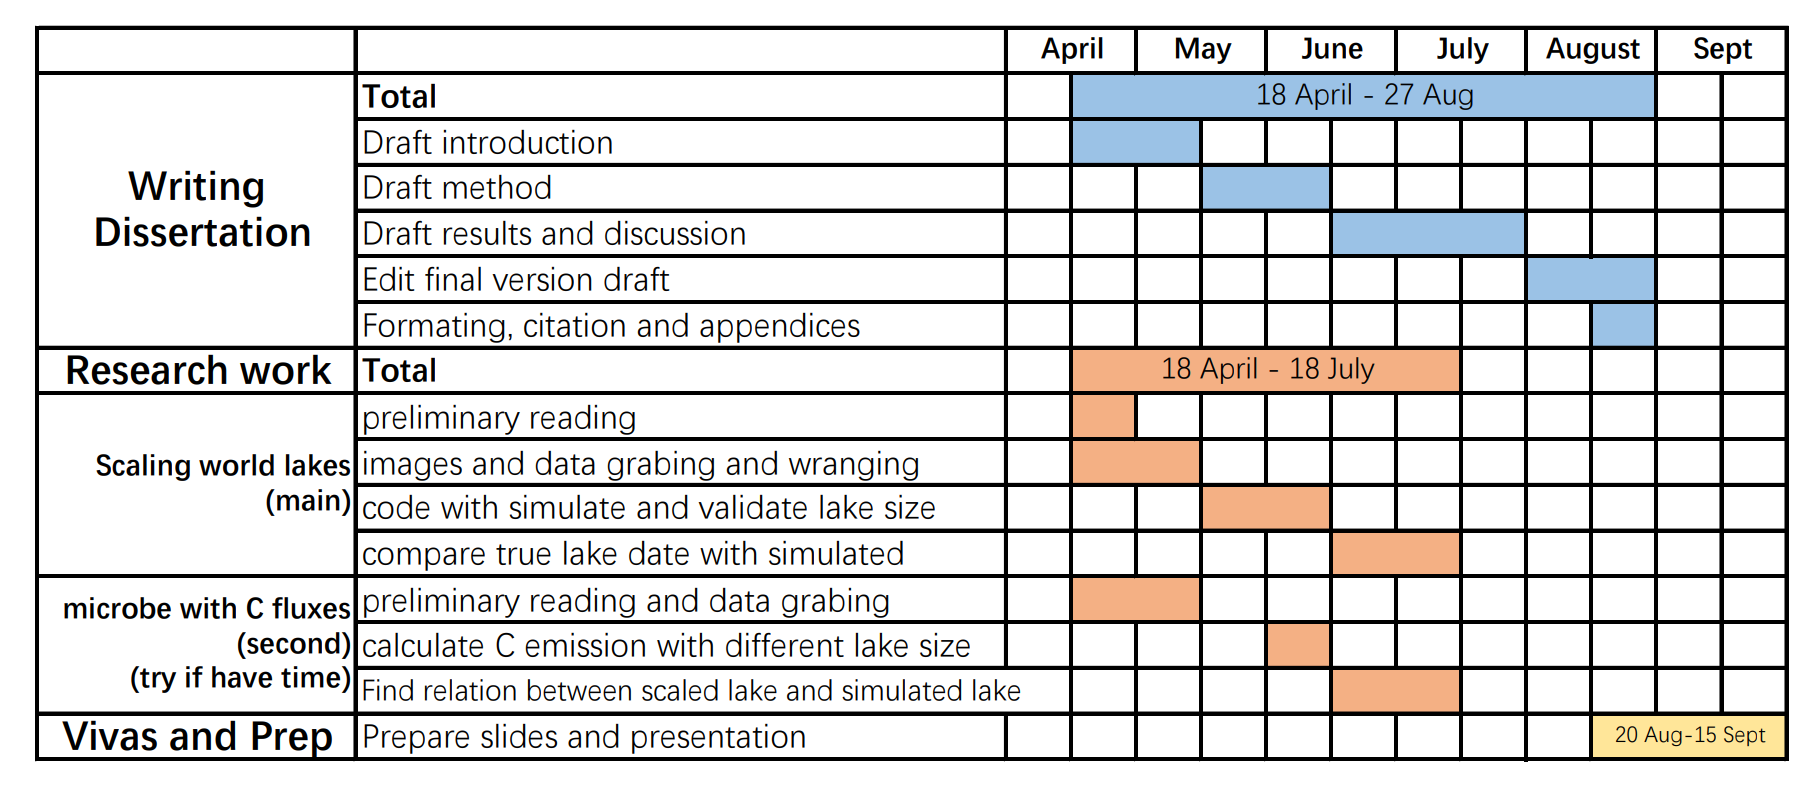 April May June July August Sept
Writing
Dissertation
Total 18 April - 27 Aug
Draft introduction
Draft method
Draft results and discussion
Edit final version draft
Formating, citation and appendices
Research work Total 18 April - 18 July
Scaling world lakes
(main)
preliminary reading
images and data grabing and wranging
code with simulate and validate lake size
compare true lake date with simulated
microbe with C fluxes
(second)
(try if have time)
preliminary reading and data grabing
calculate C emission with different lake size
Find relation between scaled lake and simulated lake
Vivas and Prep Prepare slides and presentation 20 Aug-15 Sept